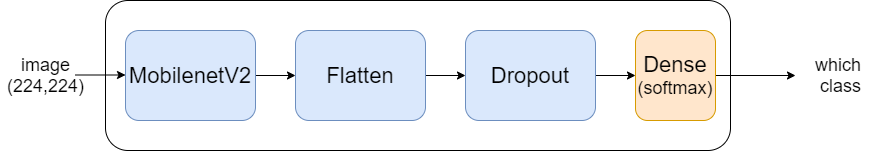 image
(224,224)
MobilenetV2
Flatten
Dropout
Dense
(softmax)
which
class